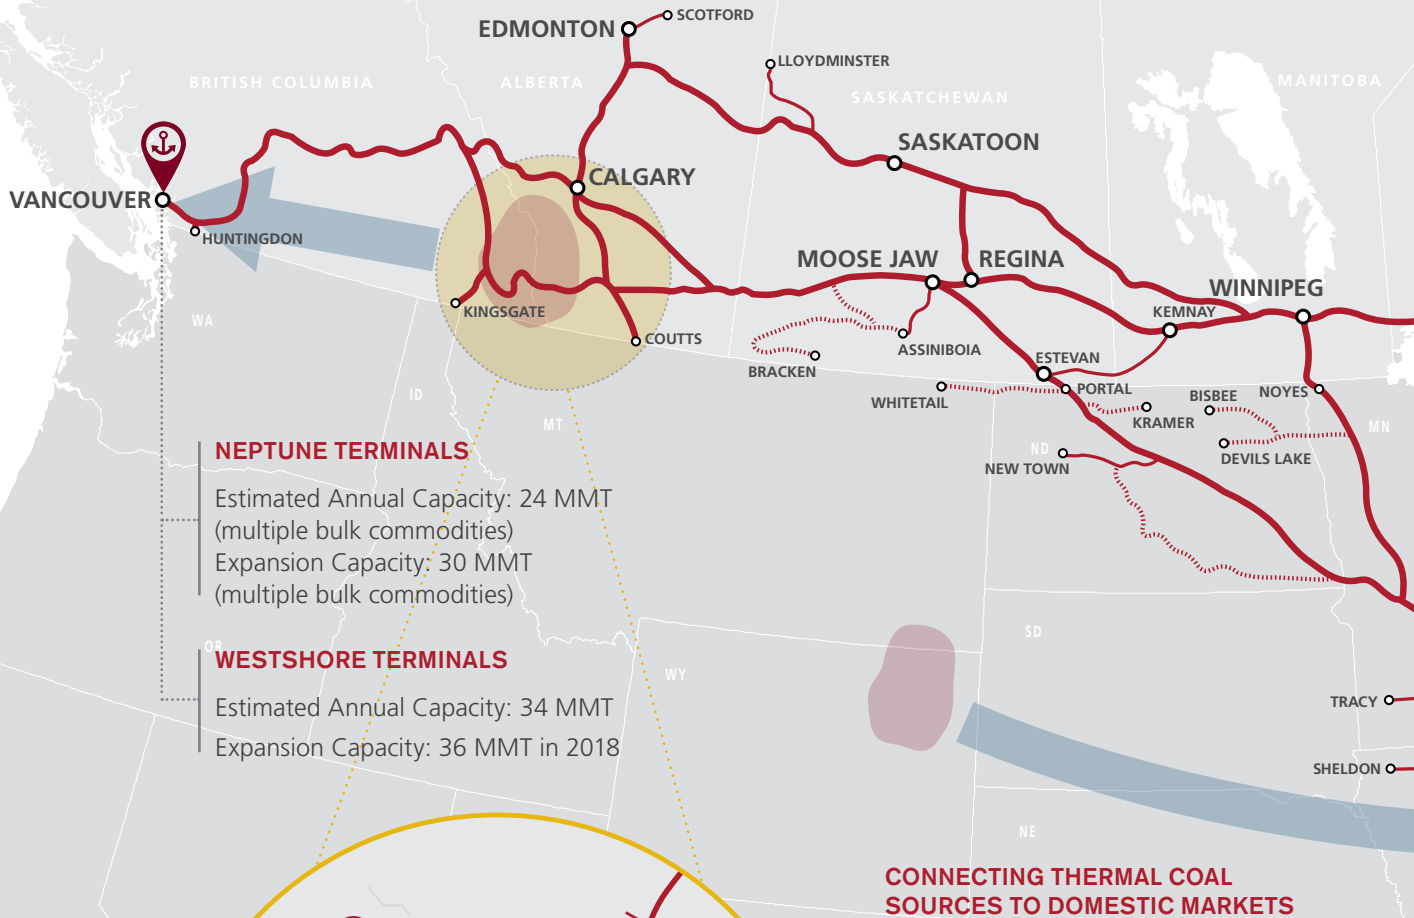 SCOTFORD
EDMONTON
LLOYDMINSTER
BRITISH COLUMBIA
ALBERTA
SASKATCHEWAN
MANITOBA
SASKATOON
CALGARY
VANCOUVER
HUNTINGDON
MOOSE JAW
REGINA
WINNIPEG
KINGSGATE
KEMNAY
WA
COUTTS
ASSINIBOIA
ESTEVAN
BRACKEN
PORTAL
NOYES
BISBEE
WHITETAIL
ID
KRAMER
MT
MN
ND
NEW TOWN
DEVILS LAKE
NEPTUNE TERMINALS
Estimated Annual Capacity: 24 MMT
(multiple bulk commodities)
Expansion Capacity: 30 MMT
(multiple bulk commodities)
SD
OR
WESTSHORE TERMINALS
WY
Estimated Annual Capacity: 34 MMT
TRACY
Expansion Capacity: 36 MMT in 2018
SHELDON
NE
CONNECTING THERMAL COAL
SOURCES TO DOMESTIC MARKETS